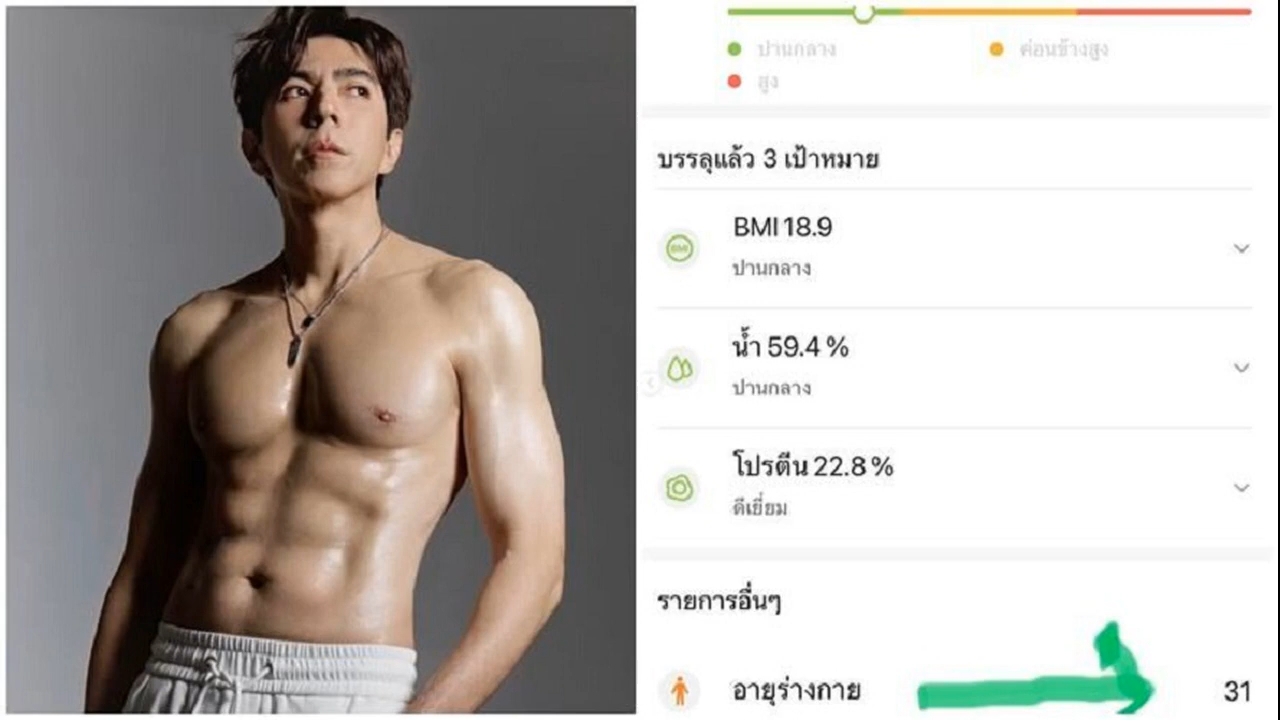 ปานกลาง
ค่อนข้างสูง
สูง
บรรลุแล้ว 3 เป้าหมาย
BMI
BMI 18.9
ปานกลาง
น้ำ 59.4 %
ปานกลาง
โปรตีน 22.8 %
ดีเยี่ยม
รายการอื่นๆ
อายุร่างกาย
31